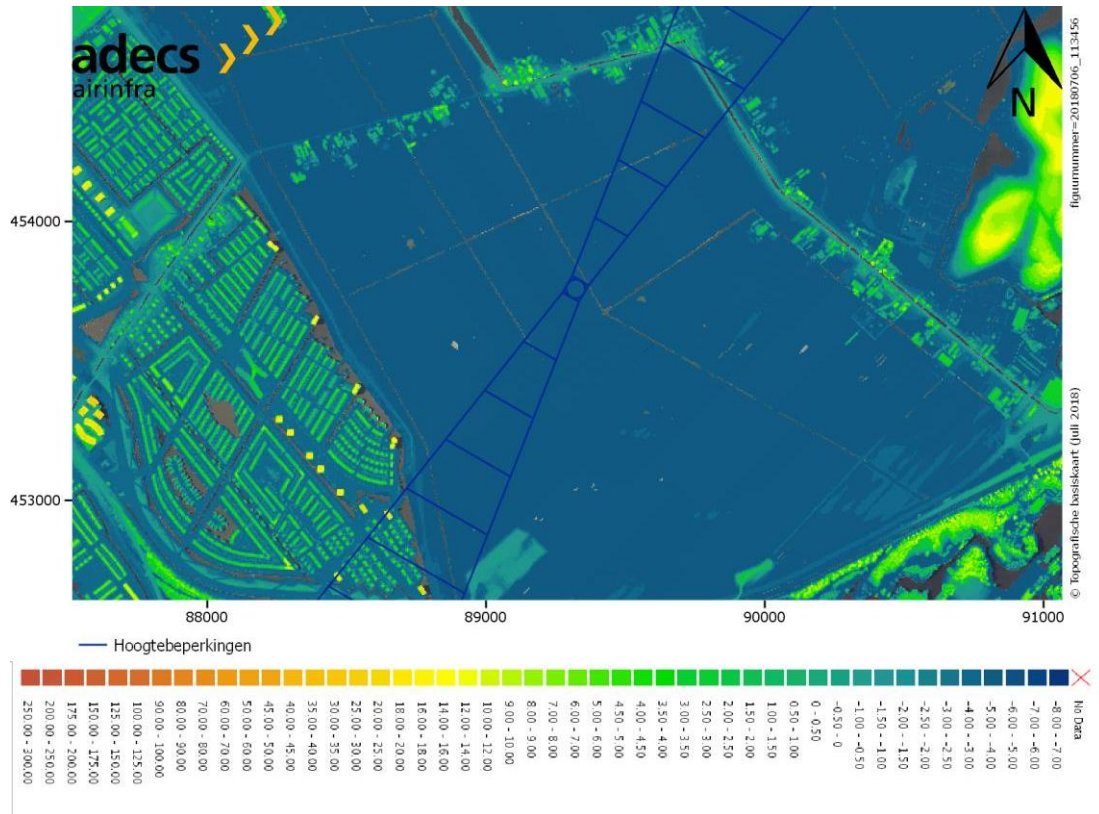 adecs
airinfra
N
figuurnummer=20180706_113456
454000
453000
© Topografische basiskaart (juli 2018)
88000
89000
90000
91000
Hoogtebeperkingen
250.00 - 300.00
200.00 - 250.00
175.00 - 200.00
150.00 - 175.00
125.00 - 150.00
100.00 - 125.00
90.00 - 100.00
80.00 - 90.00
70.00 - 80.00
60.00 - 70.00
50.00 - 60.00
45.00 - 50.00
40.00 - 45.00
35.00 - 40.00
30.00 - 35.00
25.00 - 30.00
20.00 - 25.00
18.00 - 20.00
16.00 - 18.00
14.00 - 16.00
12.00 - 14.00
10.00 - 12.00
9.00 - 10.00
8.00 - 9.00
7.00 - 8.00
6.00 - 7.00
5.00 - 6.00
4.50 - 5.00
4.00 - 4.50
3.50 - 4.00
3.00 - 3.50
2.50 - 3.00
2.00 - 2.50
1.50 - 2.00
1.00 - 1.50
0.50 - 1.00
0 - 0.50
-0.50 - 0
-1.00 - -0.50
-1.50 - -1.00
-2.00 - -1.50
-2.50 - -2.00
-3.00 - -2.50
-4.00 - -3.00
-5.00 - -4.00
-6.00 - -5.00
-7.00 - -6.00
-8.00 - -7.00
No Data